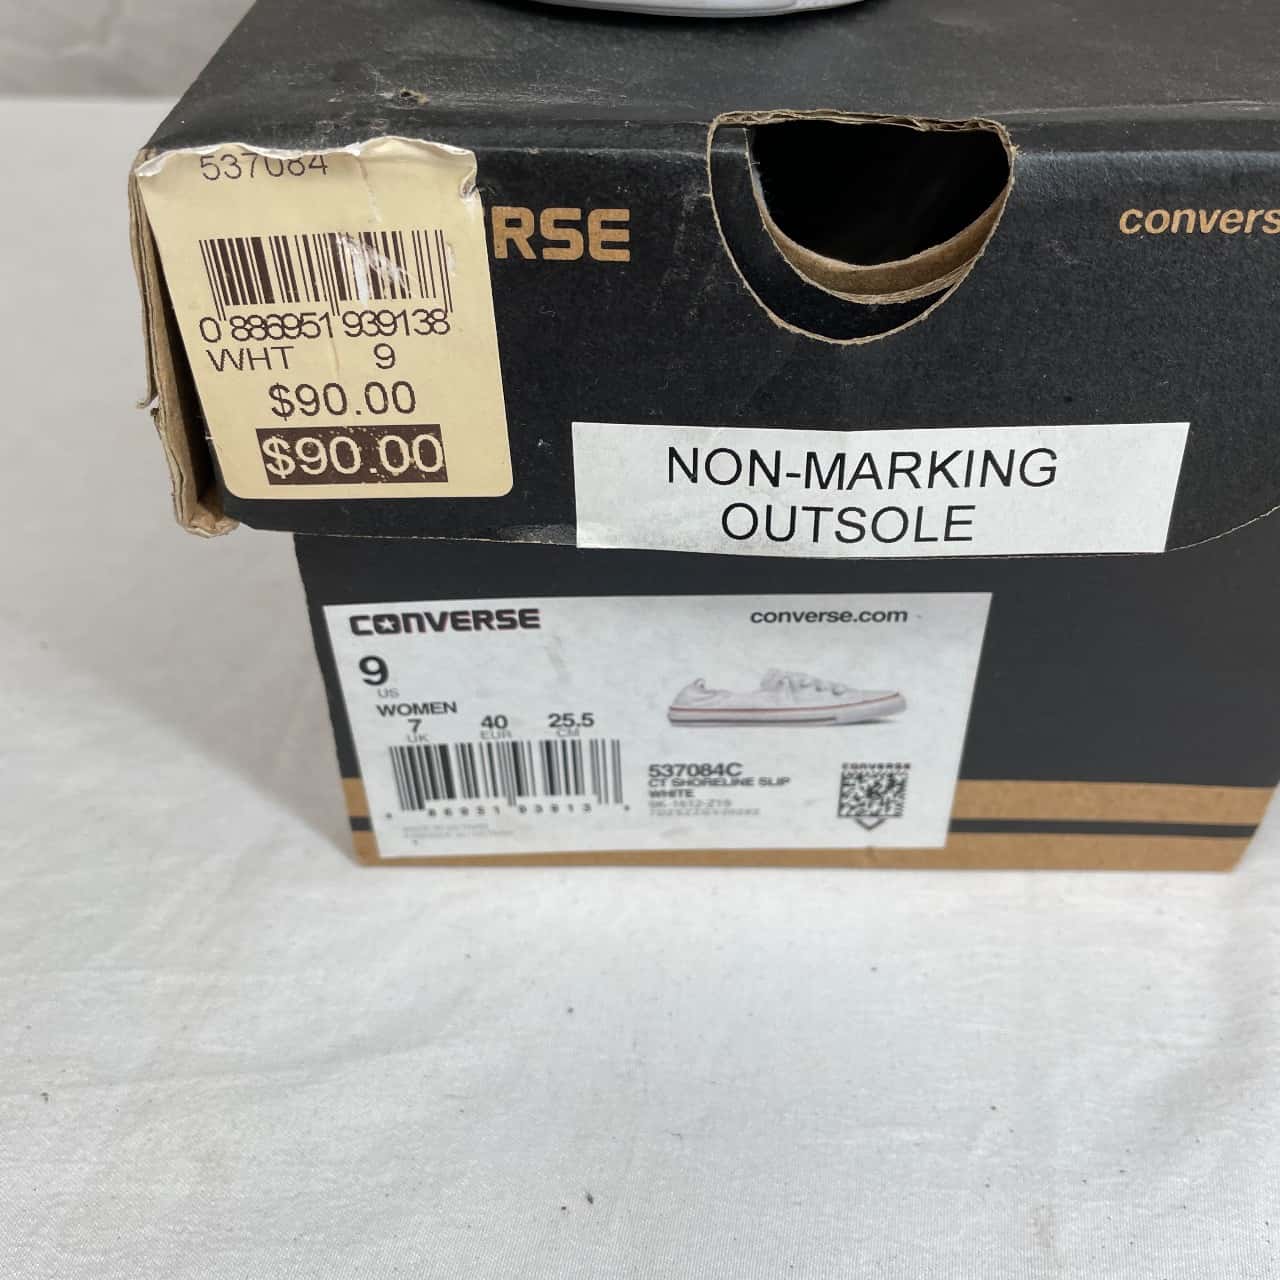 537084
0 886951 939138
WHT 9
$90.00
$90.00
RSE
convers
NON-MARKING
OUTSOLE
CONVERSE
converse.com
9
US
WOMEN
7 40 25.5
UK EUR CM
537084C
CT SHORELINE SLIP
WHITE
CONVERSE